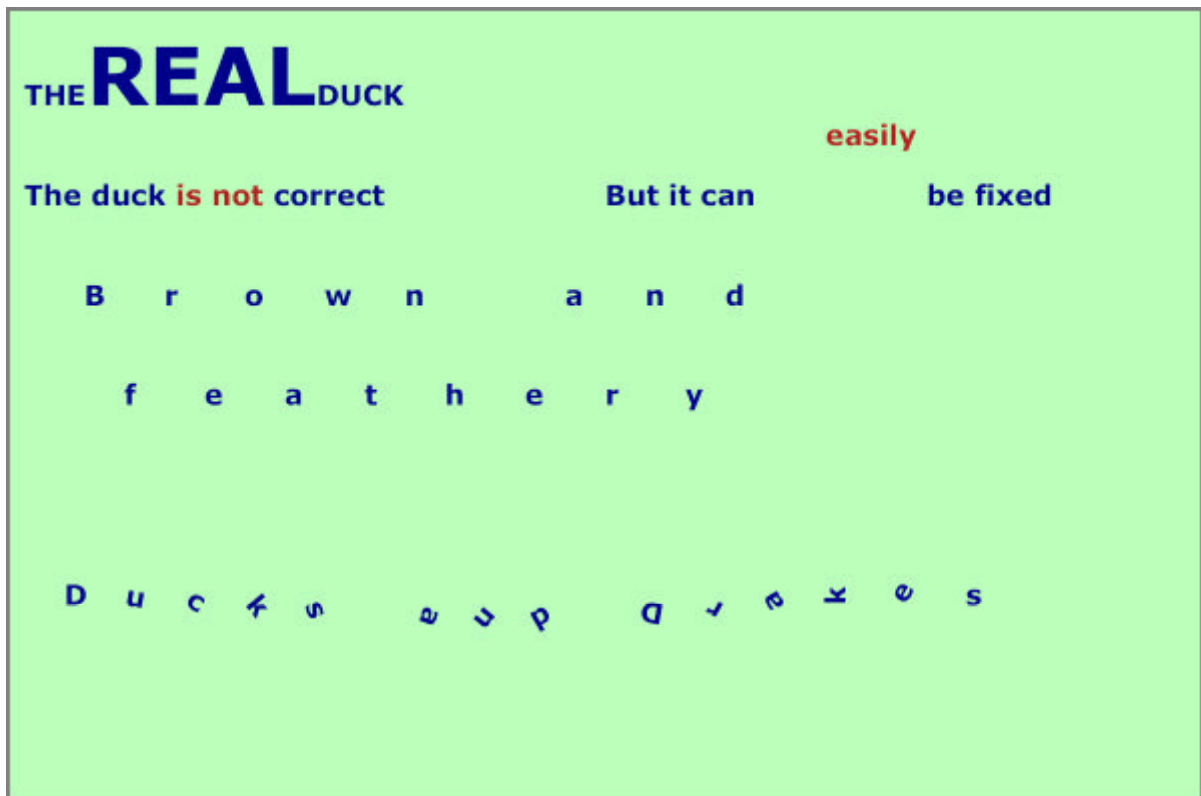 THE REAL DUCK
easily
The duck is not correct But it can be fixed
Brown and
feathery
Ducks and Drakes